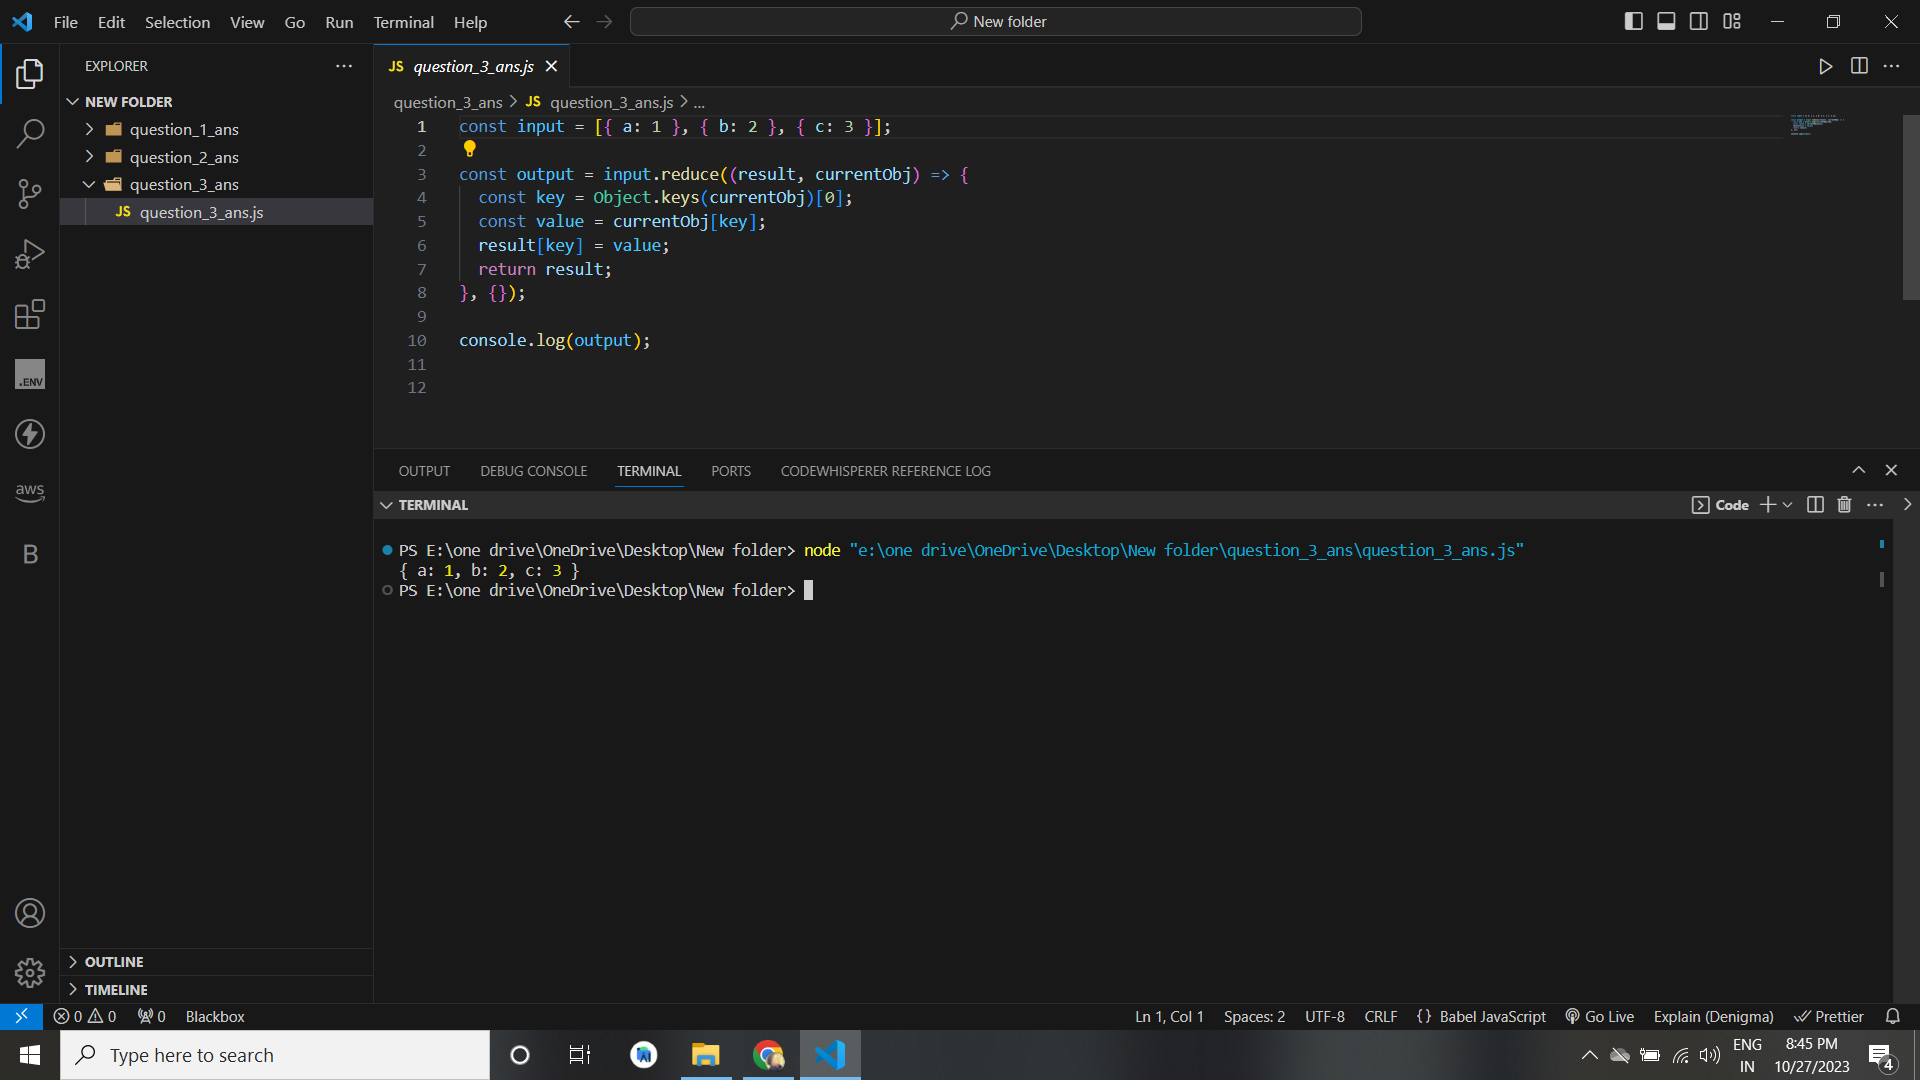 File Edit Selection View Go Run Terminal Help
New folder
EXPLORER
NEW FOLDER
question_1_ans
question_2_ans
question_3_ans
JS question_3_ans.js
.ENV
aws
B
OUTLINE
TIMELINE
JS question_3_ans.js
question_3_ans > JS question_3_ans.js > ...
1 const input = [{ a: 1 }, { b: 2 }, { c: 3 }];
2
3 const output = input.reduce((result, currentObj) => {
4 const key = Object.keys(currentObj)[0];
5 const value = currentObj[key];
6 result[key] = value;
7 return result;
8 }, {});
9
10 console.log(output);
11
12
OUTPUT DEBUG CONSOLE TERMINAL PORTS CODEWHISPERER REFERENCE LOG
TERMINAL
Code
PS E:\one drive\OneDrive\Desktop\New folder> node "e:\one drive\OneDrive\Desktop\New folder\question_3_ans\question_3_ans.js"
{ a: 1, b: 2, c: 3 }
PS E:\one drive\OneDrive\Desktop\New folder>
0 0 0 Blackbox
Ln 1, Col 1 Spaces: 2 UTF-8 CRLF {} Babel JavaScript Go Live Explain (Denigma) Prettier
Type here to search
ENG
IN
8:45 PM
10/27/2023
4